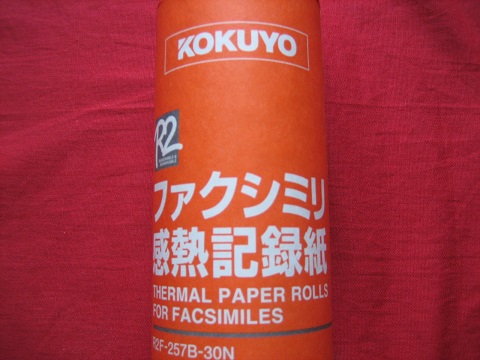 KOKUYO
R2
ファクシミリ
感熱記録紙
THERMAL PAPER ROLLS
FOR FACSIMILES
R2F-257B-30N